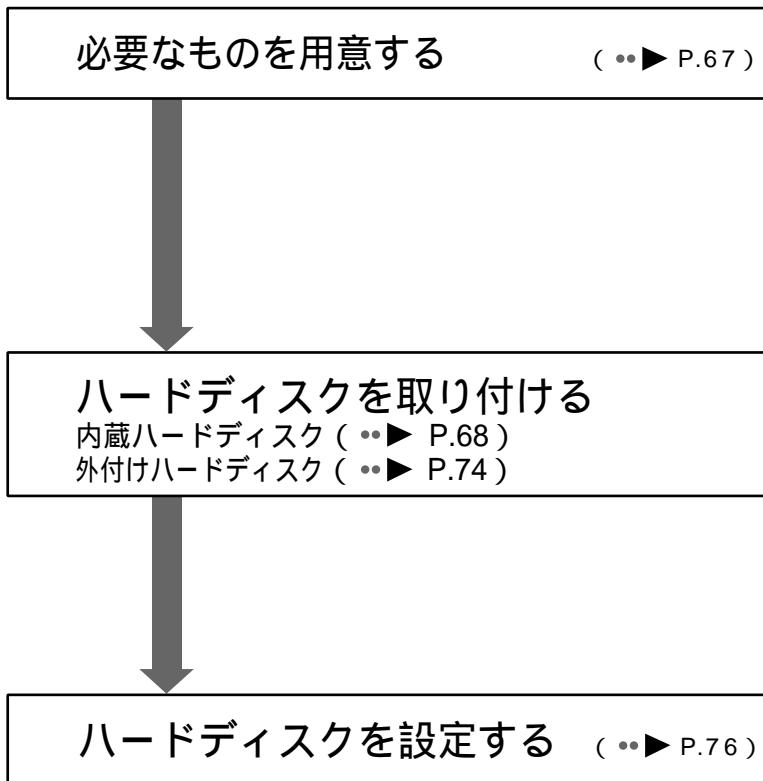 必要なものを用意する （••▶ P.67）
ハードディスクを取り付ける
内蔵ハードディスク（••▶ P.68）
外付けハードディスク（••▶ P.74）
ハードディスクを設定する （••▶ P.76）